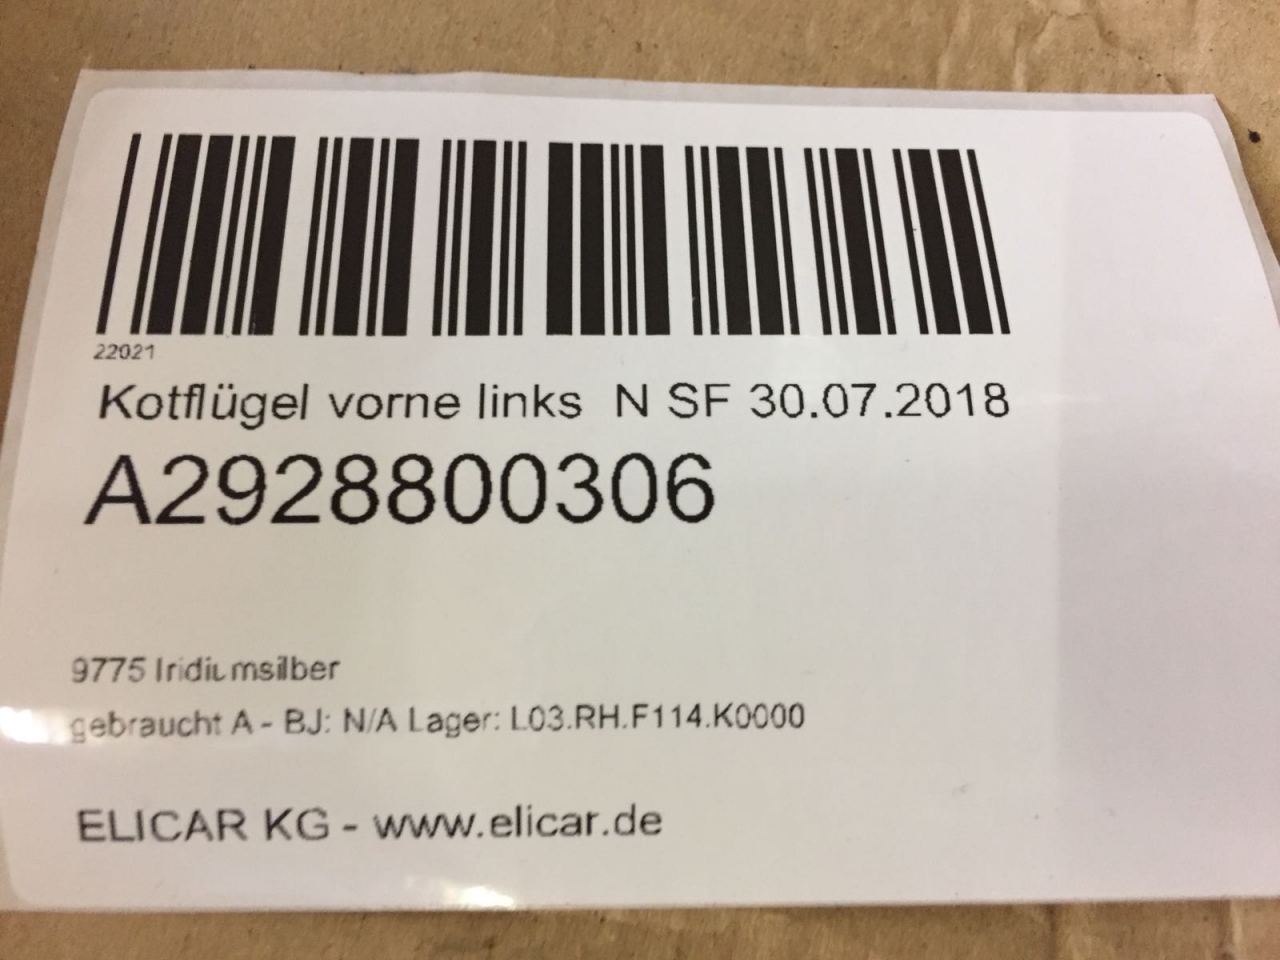 22021
Kotflügel vorne links N SF 30.07.2018
A2928800306
9775 Iridiumsilber
gebraucht A - BJ: N/A Lager: L03.RH.F114.K0000
ELICAR KG - www.elicar.de